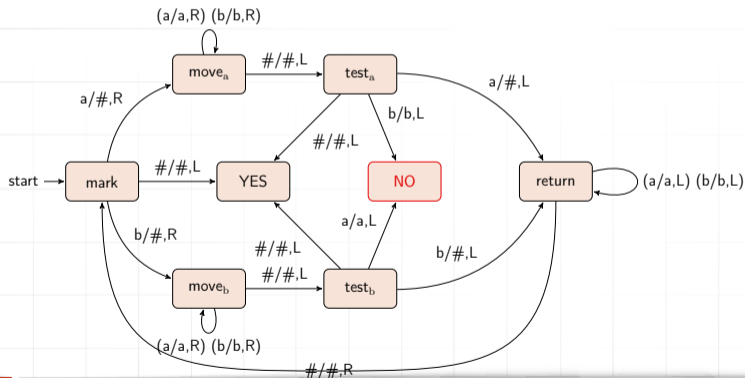 (a/a,R) (b/b,R)
move_a
#/#,L
test_a
a/#,R
a/#,L
b/b,L
#/#,L
start
mark
#/#,L
YES
NO
return
(a/a,L) (b/b,L)
b/#,R
a/a,L
#/#,L
b/#,L
move_b
#/#,L
test_b
(a/a,R) (b/b,R)
#/#,R